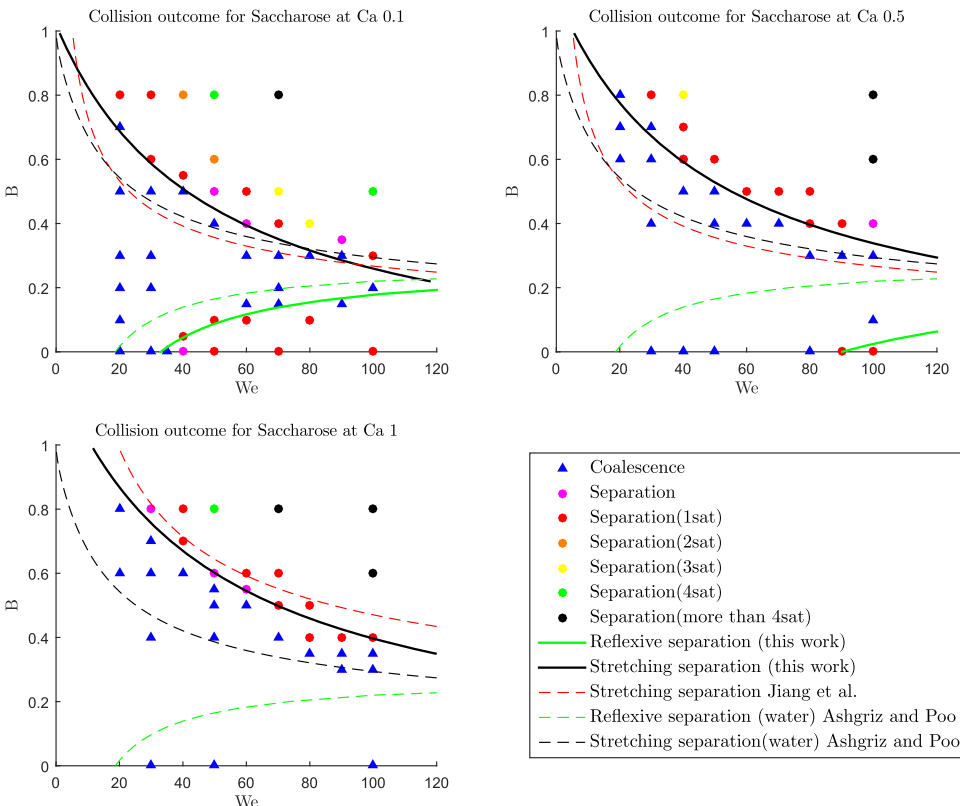 Collision outcome for Saccharose at Ca 0.1
1
0.8
0.6
0.4
0.2
0
B
0 20 40 60 80 100 120
We
Collision outcome for Saccharose at Ca 0.5
1
0.8
0.6
0.4
0.2
0
B
0 20 40 60 80 100 120
We
Collision outcome for Saccharose at Ca 1
1
0.8
0.6
0.4
0.2
0
B
0 20 40 60 80 100 120
We
Coalescence
Separation
Separation(1sat)
Separation(2sat)
Separation(3sat)
Separation(4sat)
Separation(more than 4sat)
Reflexive separation (this work)
Stretching separation (this work)
Stretching separation Jiang et al.
Reflexive separation (water) Ashgriz and Poo
Stretching separation(water) Ashgriz and Poo